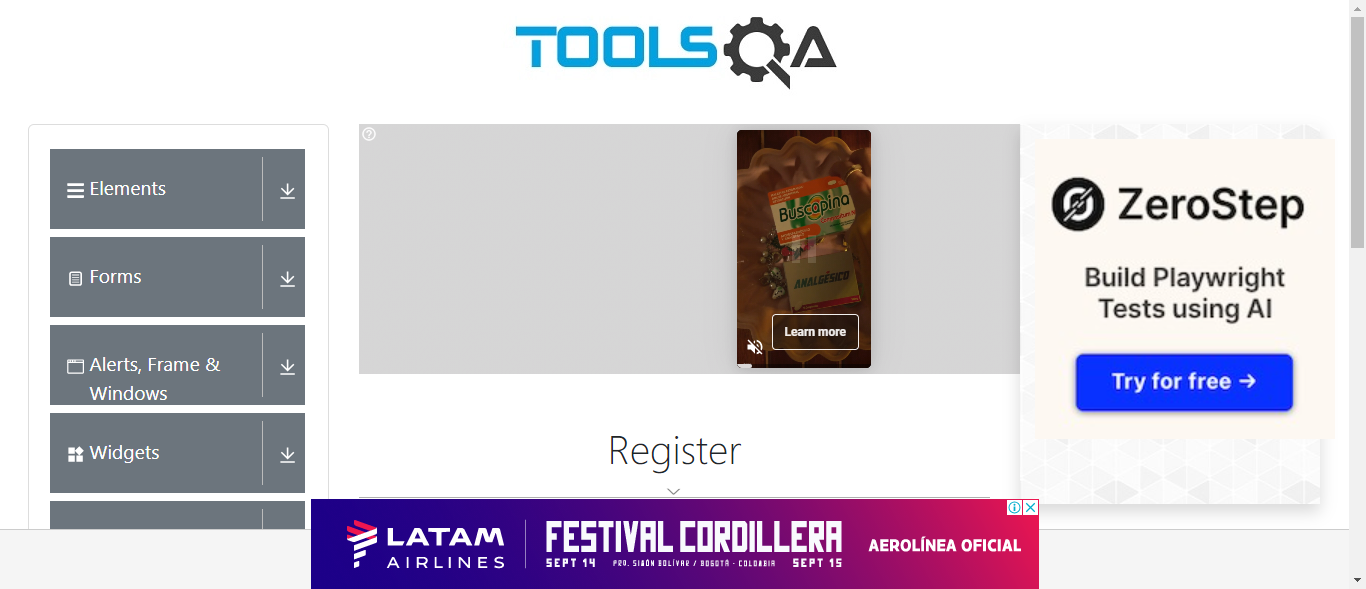 TOOLSQA
Elements
Forms
Alerts, Frame &
Windows
Widgets
Buscapina
ANALGÉSICO
Learn more
ZeroStep
Build Playwright
Tests using AI
Try for free →
Register
LATAM
AIRLINES
FESTIVAL CORDILLERA
SEPT 14
PRQ. SIMÓN BOLÍVAR / BOGOTÁ - COLOMBIA
SEPT 15
AEROLÍNEA OFICIAL